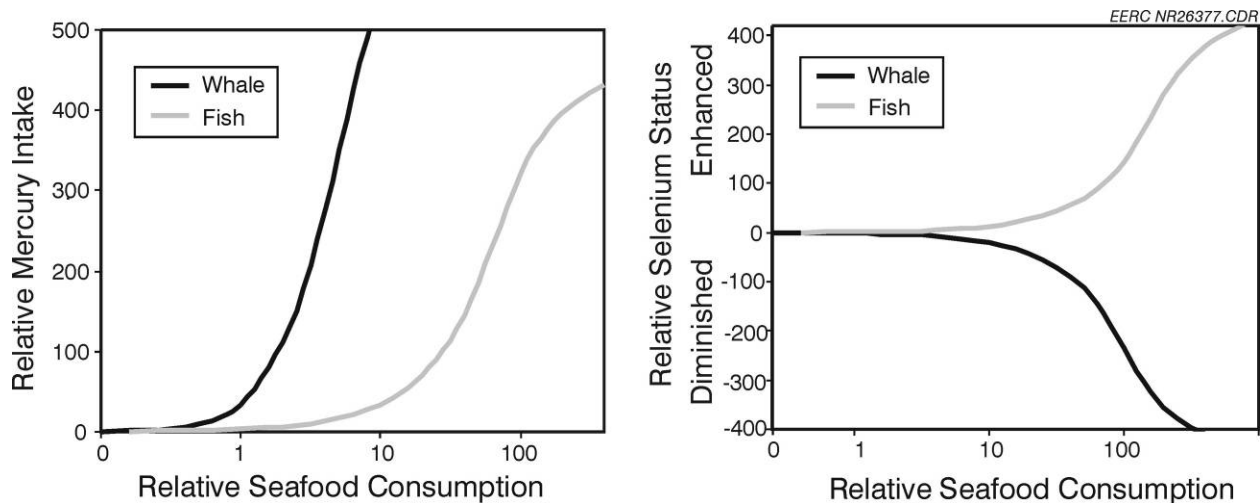 EERC NR26377.CDR
Relative Mercury Intake
500
400
300
200
100
0
Whale
Fish
0 1 10 100
Relative Seafood Consumption
Relative Selenium Status
Diminished Enhanced
400
300
200
100
0
-100
-200
-300
-400
Whale
Fish
0 1 10 100
Relative Seafood Consumption